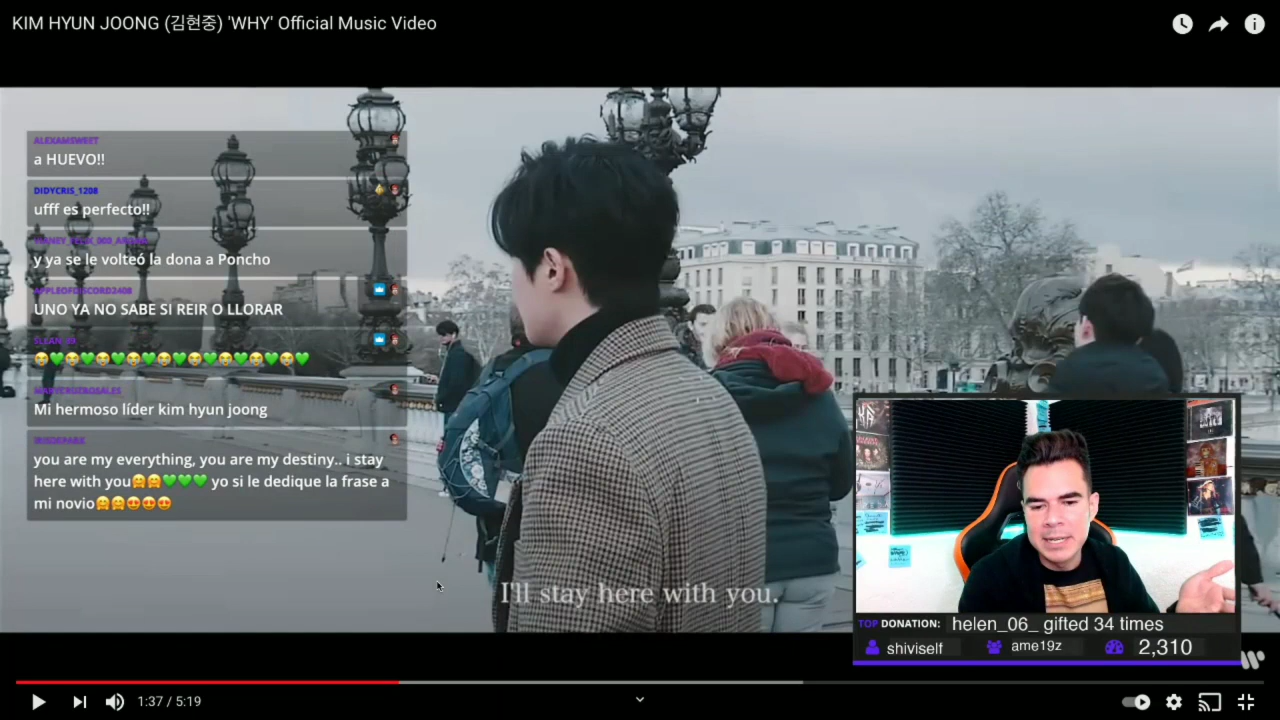 KIM HYUN JOONG (김현중) 'WHY' Official Music Video
ALEXAMSWEET
a HUEVO!!
DIDYCRIS_1208
ufff es perfecto!!
y ya se le volteó la dona a Poncho
APPLEOFDISCORD2408
UNO YA NO SABE SI REIR O LLORAR
😭💚😭💚😭💚😭💚😭💚😭💚😭💚😭💚😭💚
Mi hermoso líder kim hyun joong
you are my everything, you are my destiny.. i stay
here with you🤗🤗💚💚💚 yo si le dedique la frase a
mi novio🤗🤗😍😍😍
I'll stay here with you.
TOP DONATION: helen_06_ gifted 34 times
shiviself ame19z 2,310
1:37 / 5:19